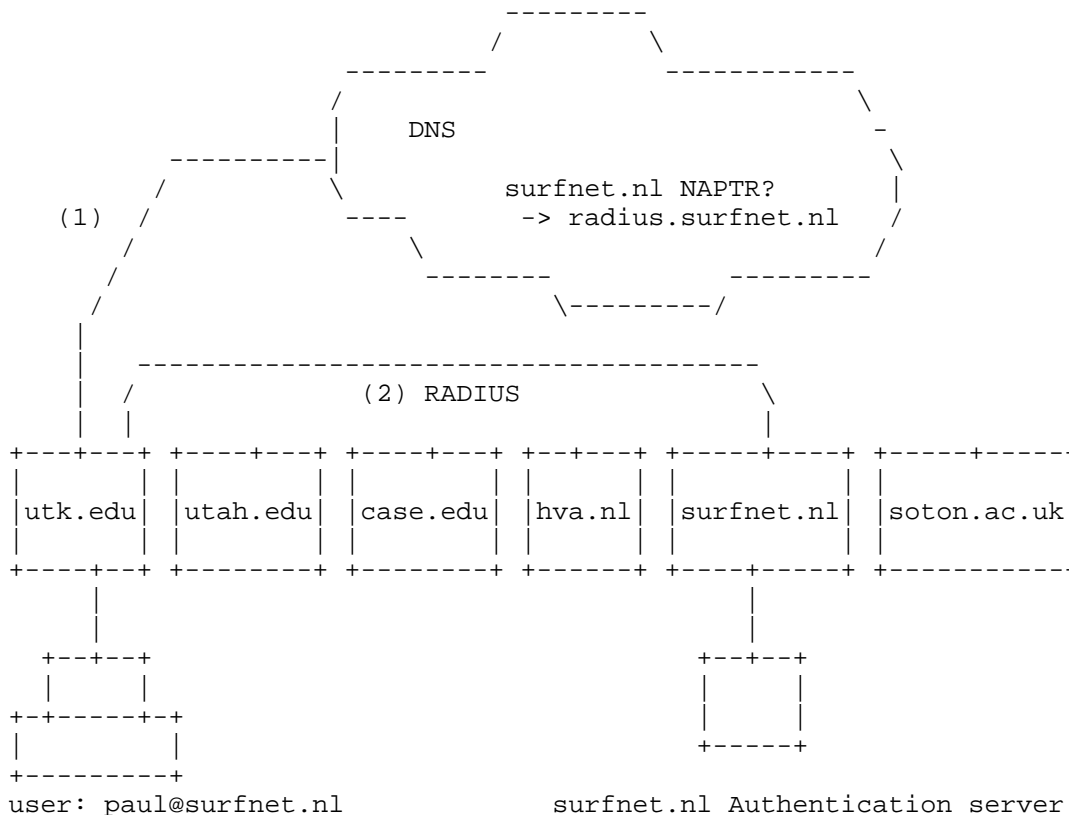 DNS
surfnet.nl NAPTR?
(1)
-> radius.surfnet.nl
(2) RADIUS
utk.edu utah.edu case.edu hva.nl surfnet.nl soton.ac.uk
user: paul@surfnet.nl surfnet.nl Authentication server